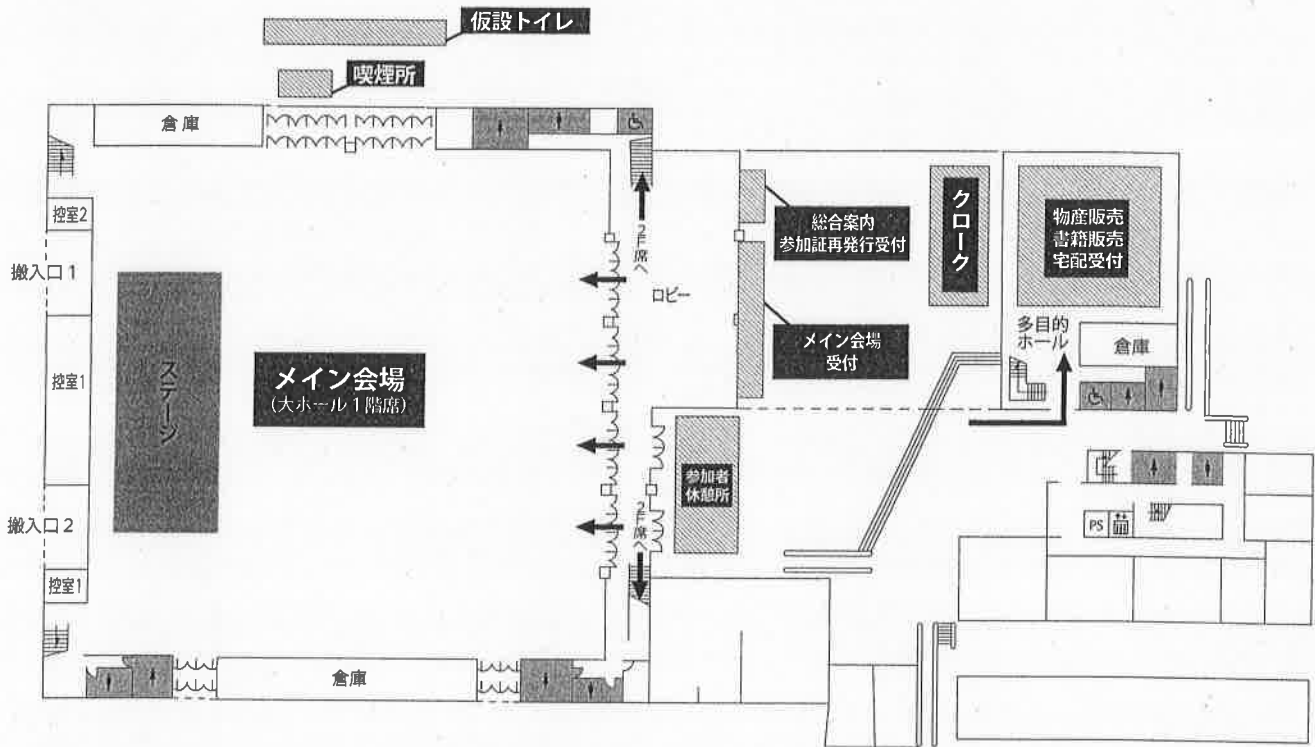 仮設トイレ
喫煙所
倉庫
控室2
搬入口1
控室1
搬入口2
控室1
ステージ
メイン会場
(大ホール1階席)
倉庫
2F席へ
ロビー
2F席へ
総合案内
参加証再発行受付
メイン会場
受付
クローク
物産販売
書籍販売
宅配受付
多目的
ホール
倉庫
参加者
休憩所
PS